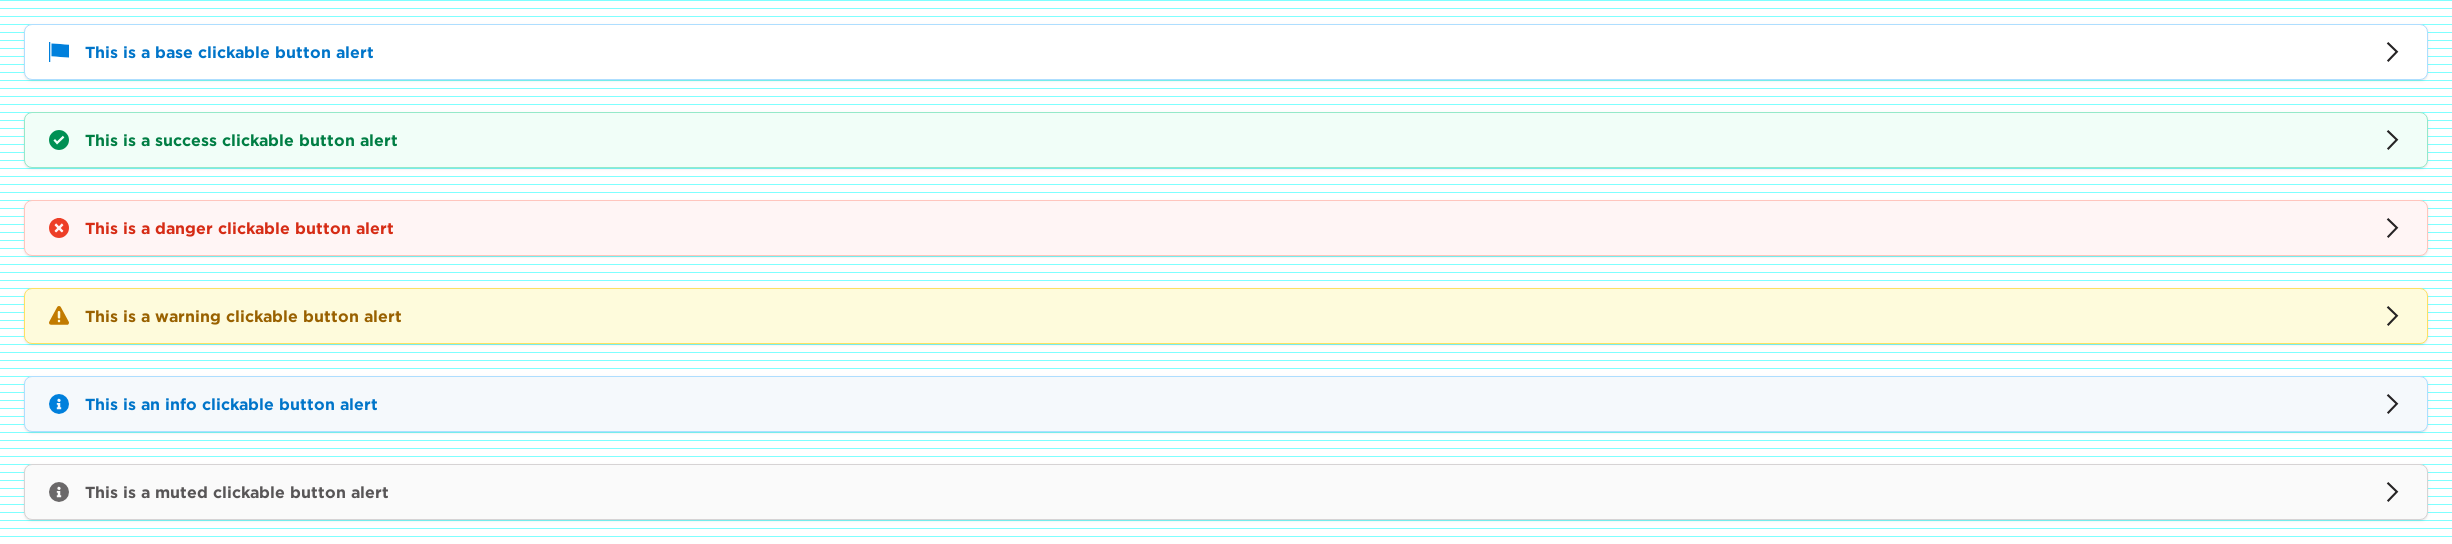 This is a base clickable button alert
This is a success clickable button alert
This is a danger clickable button alert
This is a warning clickable button alert
This is an info clickable button alert
This is a muted clickable button alert